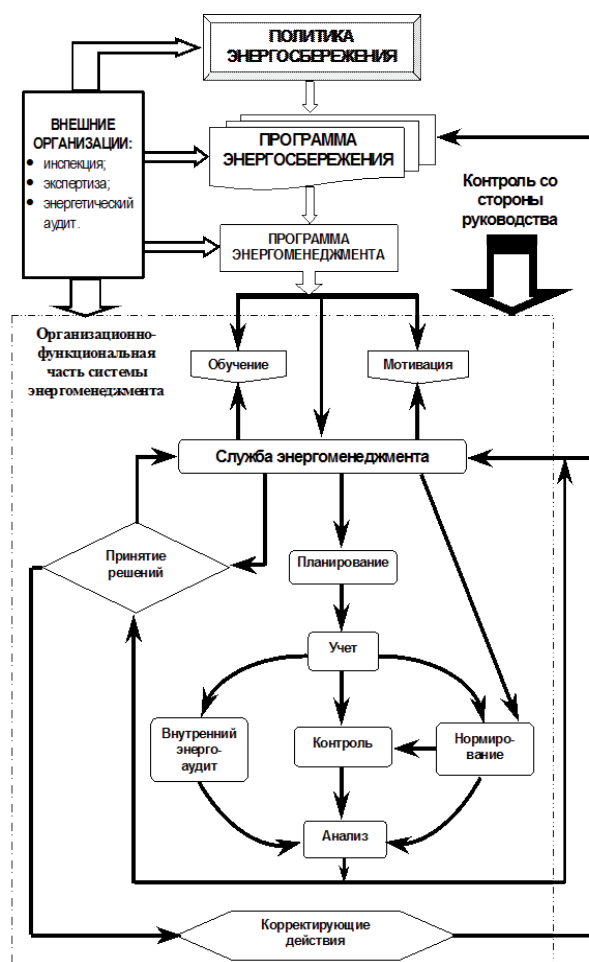 ПОЛИТИКА
ЭНЕРГОСБЕРЕЖЕНИЯ
ВНЕШНИЕ
ОРГАНИЗАЦИИ:
• инспекция;
• экспертиза;
• энергетический
аудит.
ПРОГРАММА
ЭНЕРГОСБЕРЕЖЕНИЯ
Контроль со
стороны
руководства
ПРОГРАММА
ЭНЕРГОМЕНЕДЖМЕНТА
Организационно-
функциональная
часть системы
энергоменеджмента
Обучение
Мотивация
Служба энергоменеджмента
Принятие
решений
Планирование
Учет
Внутренний
энерго-
аудит
Контроль
Нормиро-
вание
Анализ
Корректирующие
действия